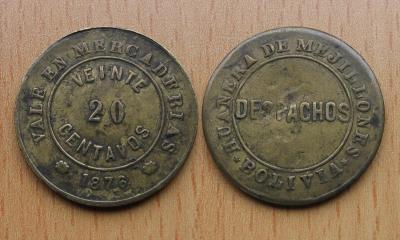 VALE EN MERCADERIAS
VEINTE
20
CENTAVOS
1876
HUANERA DE MEJILLONES
DESPACHOS
BOLIVIA